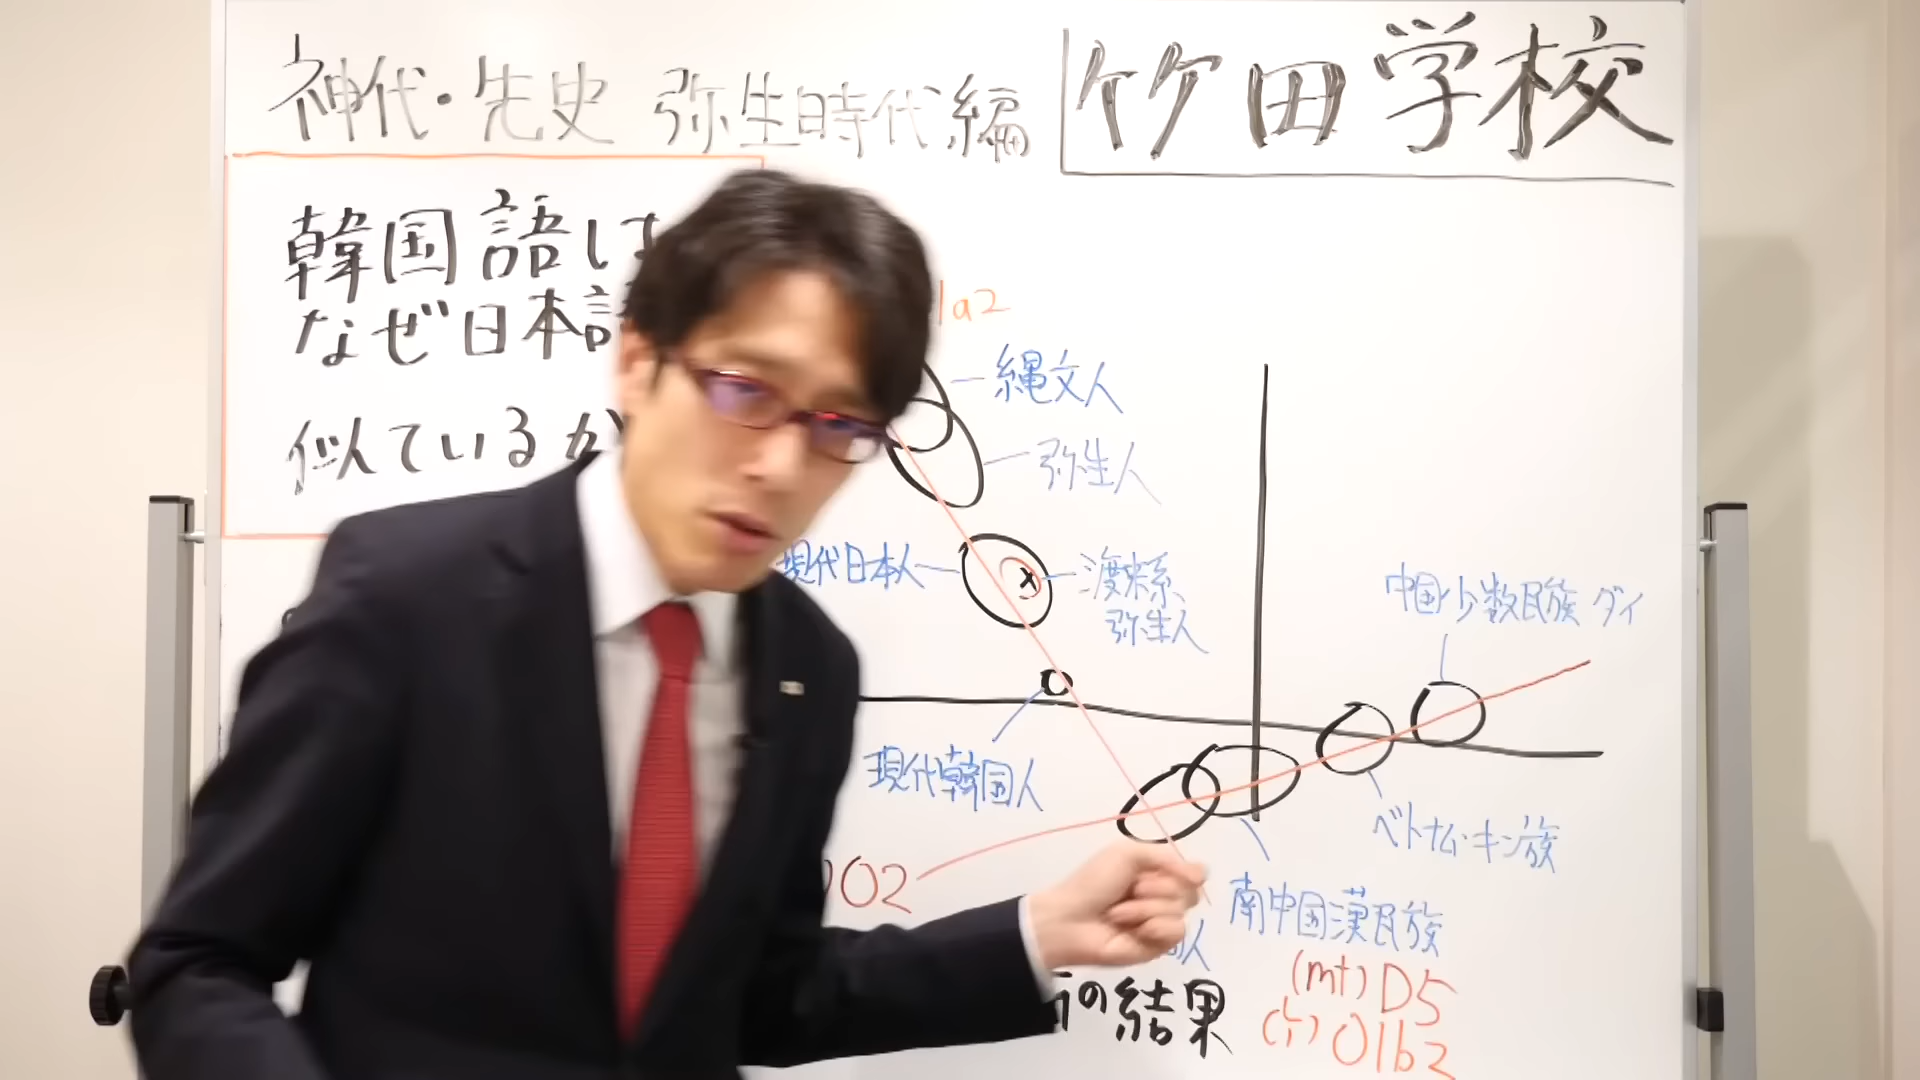 神代・先史 弥生時代編
竹田学校
韓国語は
なぜ日本語
似ているか
1a2
縄文人
弥生人
現代日本人
渡来系
弥生人
中国少数民族 ダイ
現代韓国人
ベトナム・キン族
O2
南中国漢民族
人
の結果
(mt) D5
(Y) O1b2